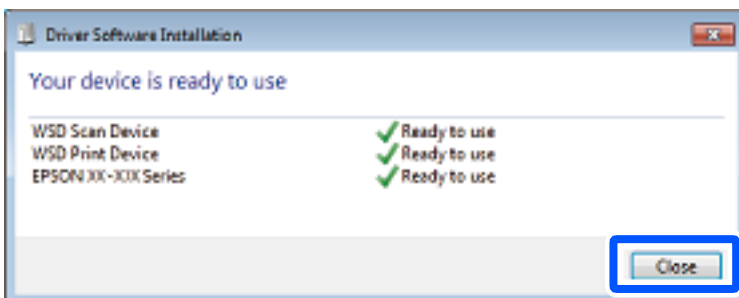 Driver Software Installation
Your device is ready to use
WSD Scan Device Ready to use
WSD Print Device Ready to use
EPSON XX-XXX Series Ready to use
Close